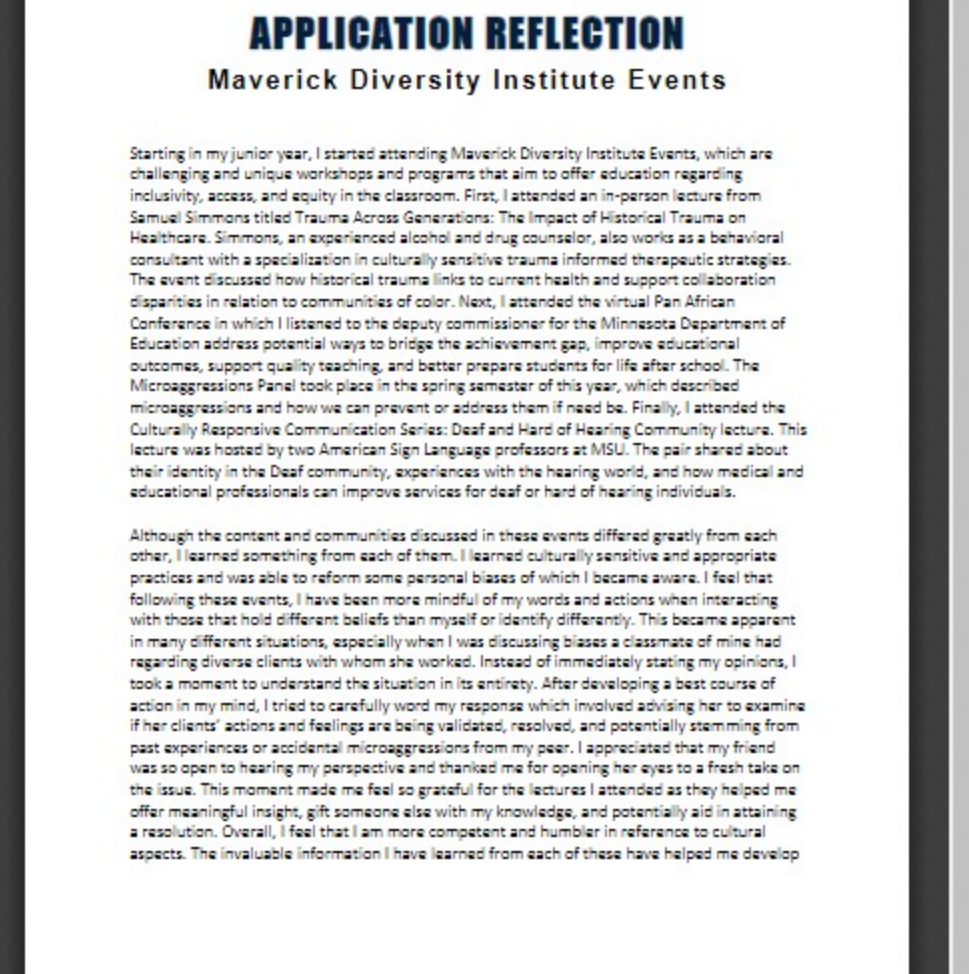 APPLICATION REFLECTION
Maverick Diversity Institute Events
Starting in my junior year, I started attending Maverick Diversity Institute Events, which are
challenging and unique workshops and programs that aim to offer education regarding
inclusivity, access, and equity in the classroom. First, I attended an in-person lecture from
Samuel Simmons titled Trauma Across Generations: The Impact of Historical Trauma on
Healthcare. Simmons, an experienced alcohol and drug counselor, also works as a behavioral
consultant with a specialization in culturally sensitive trauma informed therapeutic strategies.
The event discussed how historical trauma links to current health and support collaboration
disparities in relation to communities of color. Next, I attended the virtual Pan African
Conference in which I listened to the deputy commissioner for the Minnesota Department of
Education address potential ways to bridge the achievement gap, improve educational
outcomes, support quality teaching, and better prepare students for life after school. The
Microaggressions Panel took place in the spring semester of this year, which described
microaggressions and how we can prevent or address them if need be. Finally, I attended the
Culturally Responsive Communication Series: Deaf and Hard of Hearing Community lecture. This
lecture was hosted by two American Sign Language professors at MSU. The pair shared about
their identity in the Deaf community, experiences with the hearing world, and how medical and
educational professionals can improve services for deaf or hard of hearing individuals.
Although the content and communities discussed in these events differed greatly from each
other, I learned something from each of them. I learned culturally sensitive and appropriate
practices and was able to reform some personal biases of which I became aware. I feel that
following these events, I have been more mindful of my words and actions when interacting
with those that hold different beliefs than myself or identify differently. This became apparent
in many different situations, especially when I was discussing biases a classmate of mine had
regarding diverse clients with whom she worked. Instead of immediately stating my opinions, I
took a moment to understand the situation in its entirety. After developing a best course of
action in my mind, I tried to carefully word my response which involved advising her to examine
if her clients' actions and feelings are being validated, resolved, and potentially stemming from
past experiences or accidental microaggressions from my peer. I appreciated that my friend
was so open to hearing my perspective and thanked me for opening her eyes to a fresh take on
the issue. This moment made me feel so grateful for the lectures I attended as they helped me
offer meaningful insight, gift someone else with my knowledge, and potentially aid in attaining
a resolution. Overall, I feel that I am more competent and humbler in reference to cultural
aspects. The invaluable information I have learned from each of these have helped me develop